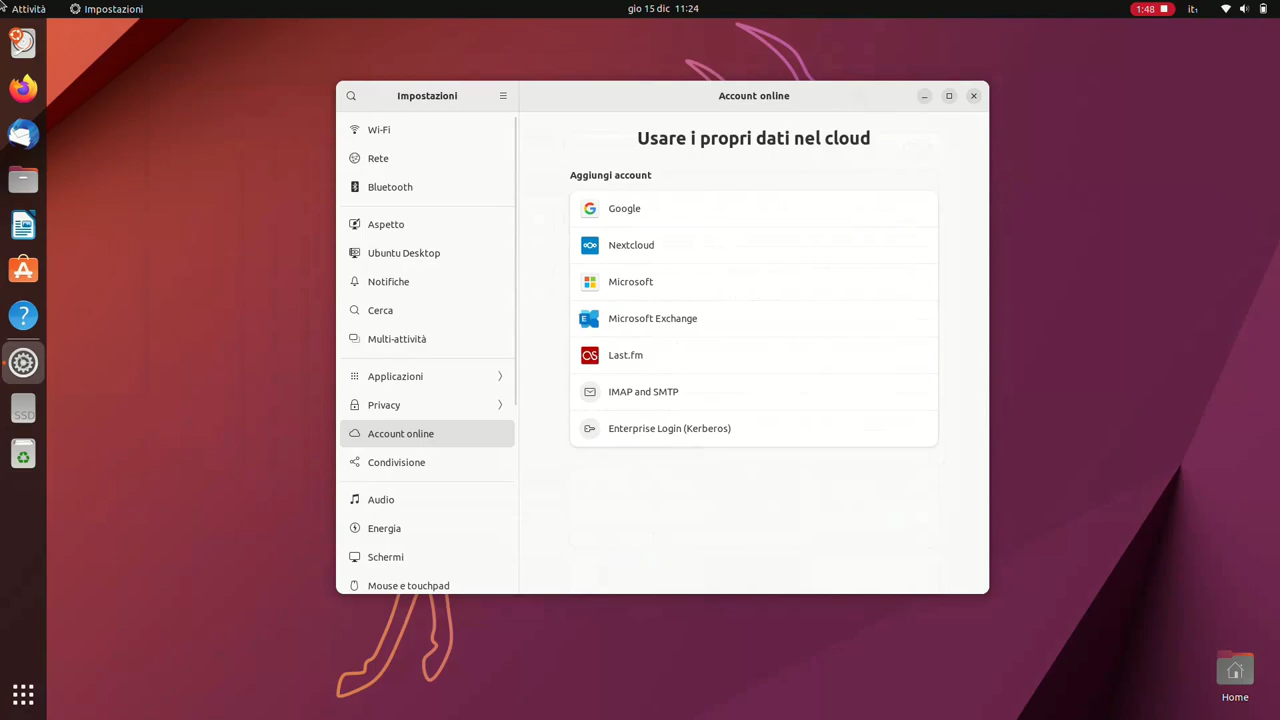 Attività
Impostazioni
gio 15 dic 11:24
1:48
it₁
Impostazioni
Account online
Wi-Fi
Rete
Bluetooth
Aspetto
Ubuntu Desktop
Notifiche
Cerca
Multi-attività
Applicazioni
Privacy
Account online
Condivisione
Audio
Energia
Schermi
Mouse e touchpad
Usare i propri dati nel cloud
Aggiungi account
Google
Nextcloud
Microsoft
Microsoft Exchange
Last.fm
IMAP and SMTP
Enterprise Login (Kerberos)
SSD
Home